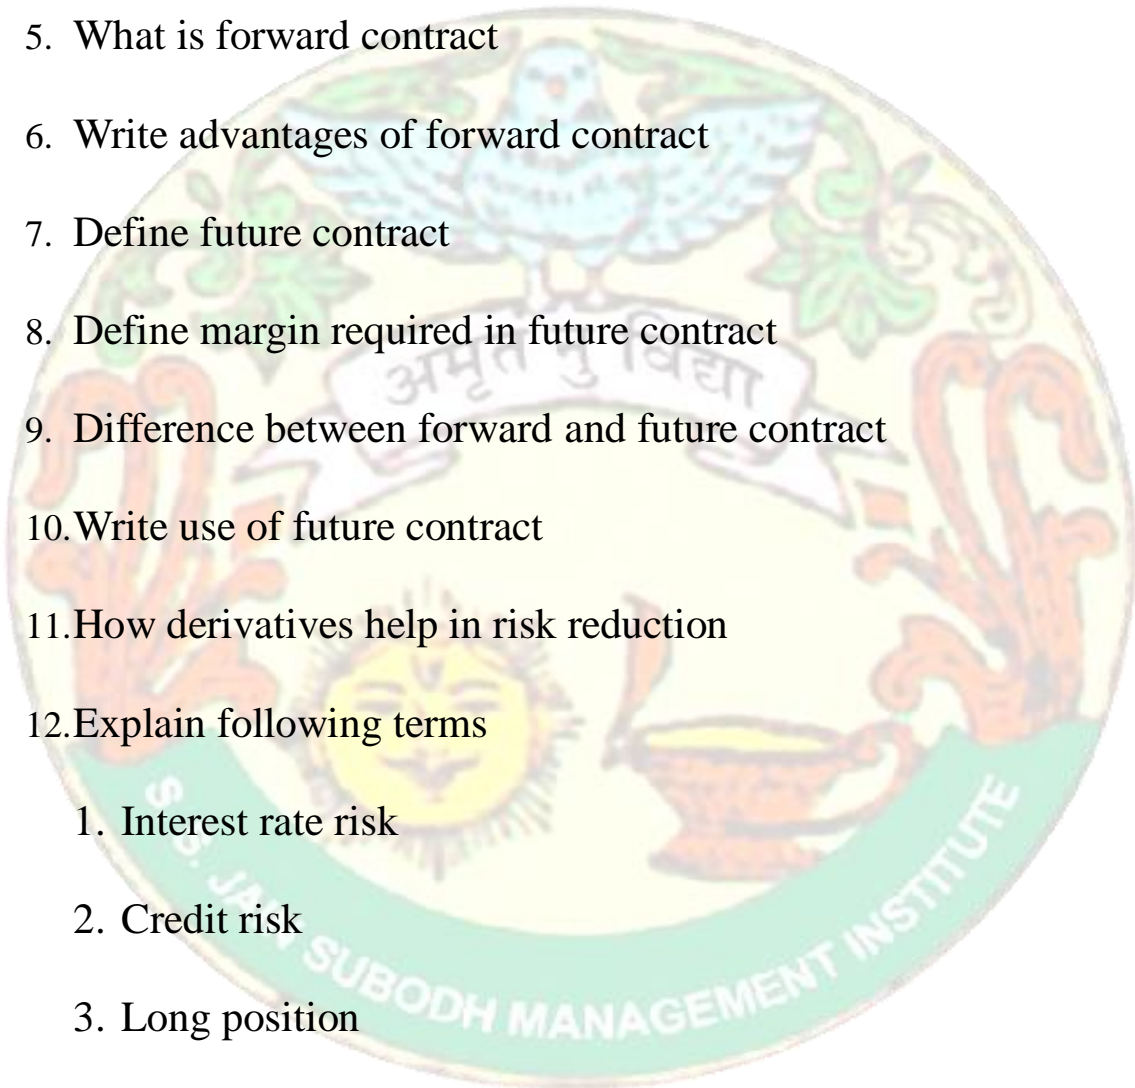 5. What is forward contract
6. Write advantages of forward contract
7. Define future contract
8. Define margin required in future contract
अमृतं नु विद्या
9. Difference between forward and future contract
10.Write use of future contract
11.How derivatives help in risk reduction
12.Explain following terms
1. Interest rate risk
2. Credit risk
3. Long position
S. S. JAIN SUBODH MANAGEMENT INSTITUTE